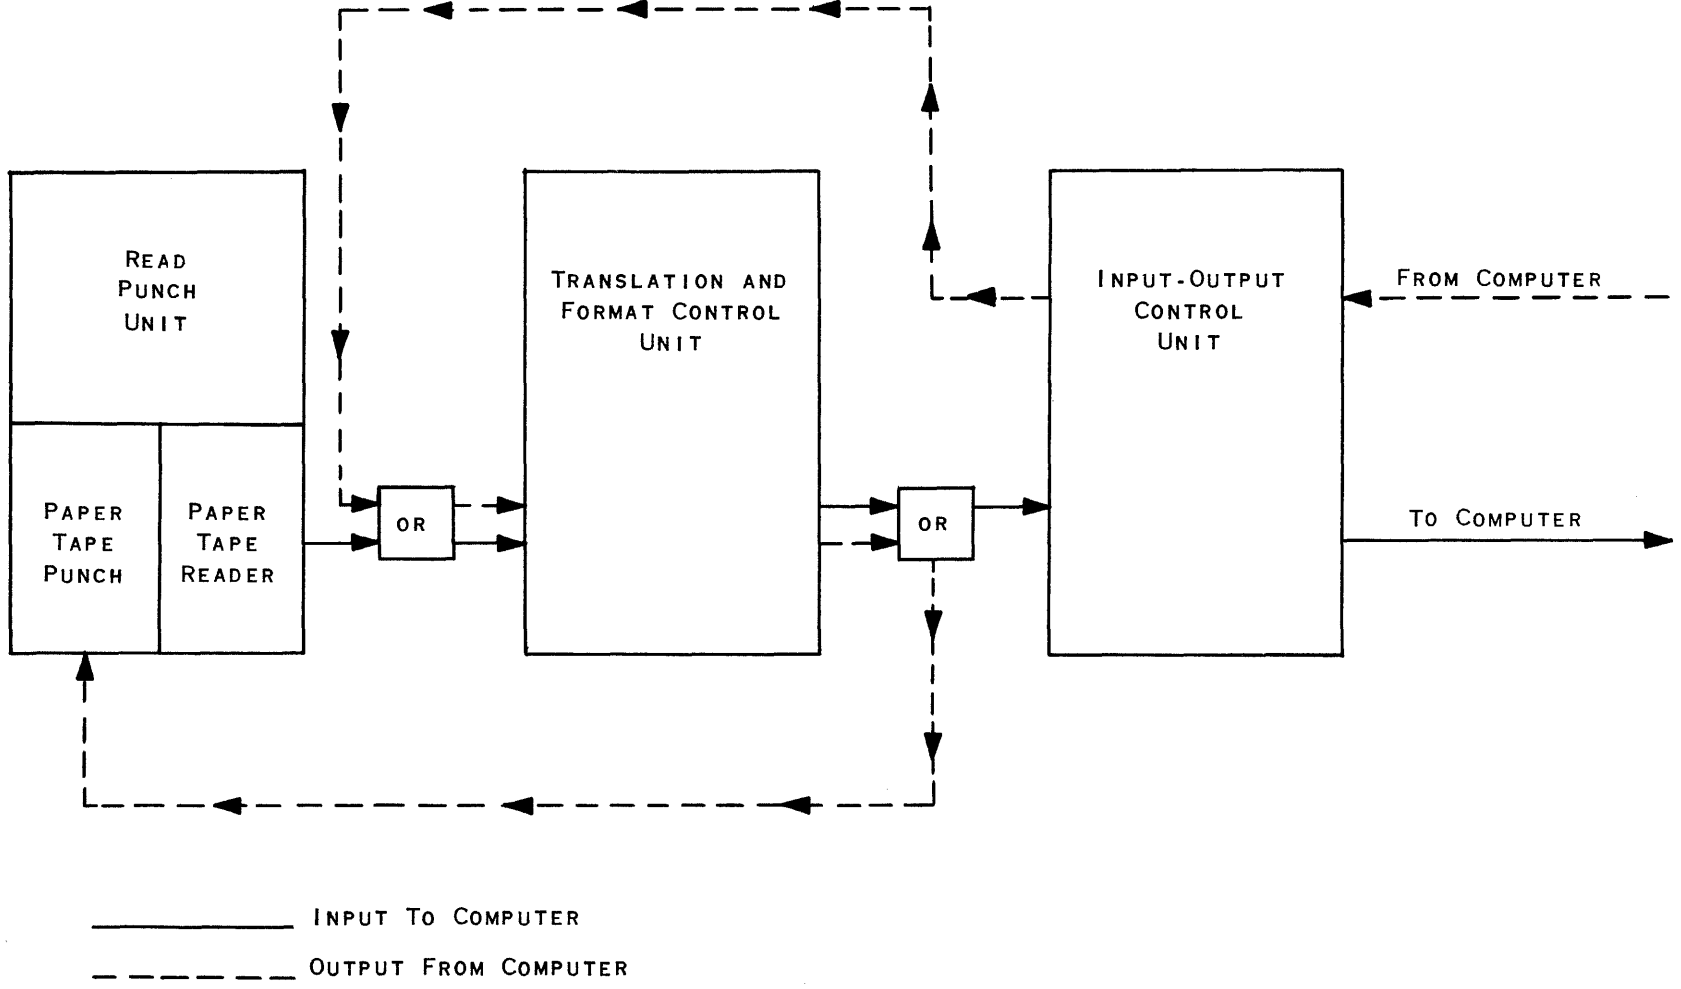 READ
PUNCH
UNIT
PAPER
TAPE
PUNCH
PAPER
TAPE
READER
OR
TRANSLATION AND
FORMAT CONTROL
UNIT
OR
INPUT-OUTPUT
CONTROL
UNIT
FROM COMPUTER
TO COMPUTER
INPUT TO COMPUTER
OUTPUT FROM COMPUTER